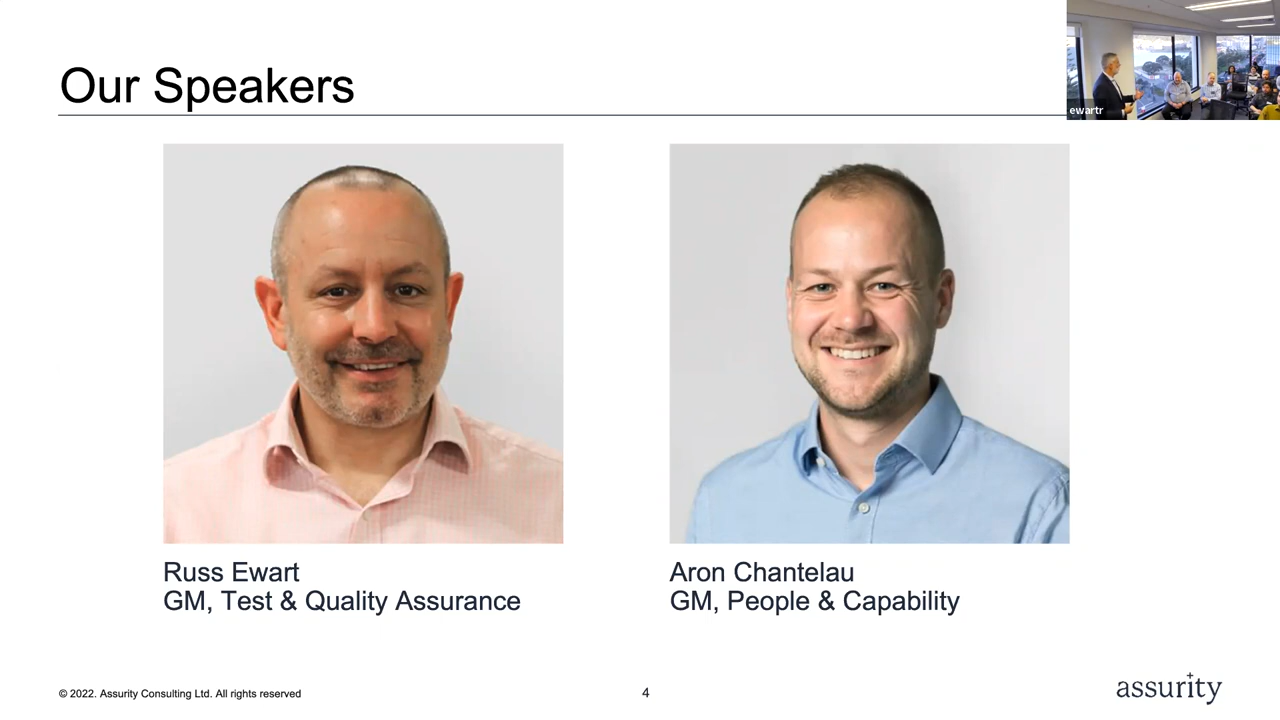 Our Speakers
ewartr
Russ Ewart
GM, Test & Quality Assurance
Aron Chantelau
GM, People & Capability
© 2022. Assurity Consulting Ltd. All rights reserved
4
assurity